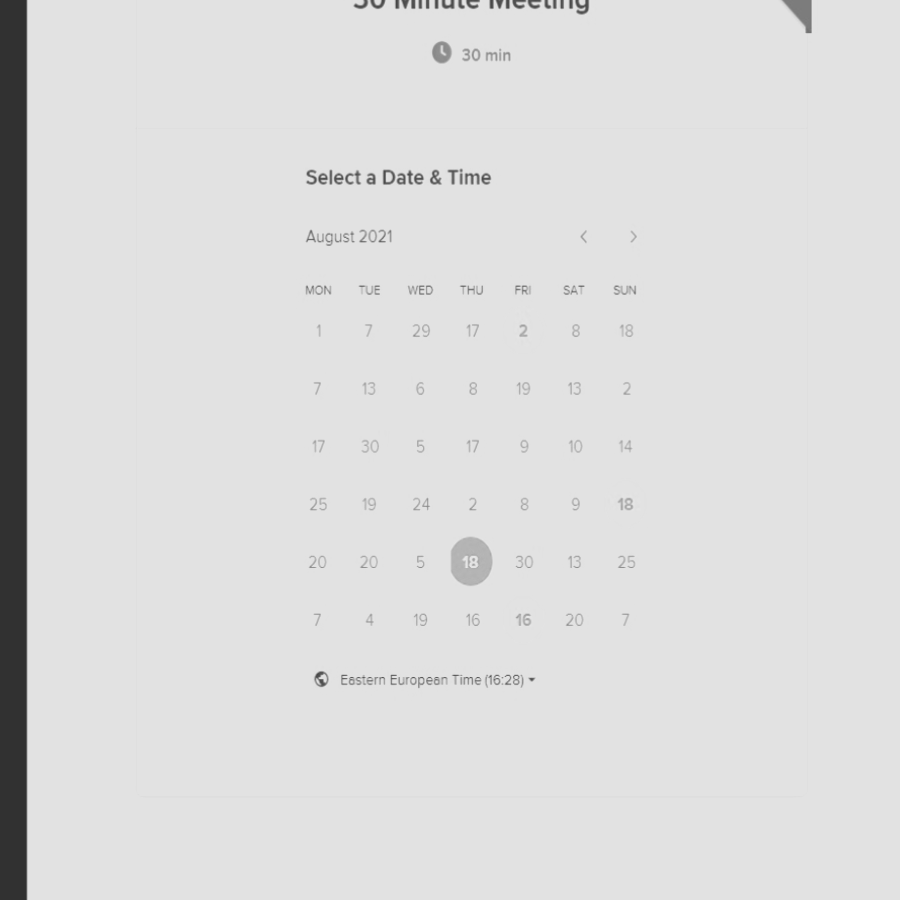 30 Minute Meeting
30 min
Select a Date & Time
August 2021
MON TUE WED THU FRI SAT SUN
1 7 29 17 2 8 18
7 13 6 8 19 13 2
17 30 5 17 9 10 14
25 19 24 2 8 9 18
20 20 5 18 30 13 25
7 4 19 16 16 20 7
Eastern European Time (16:28)